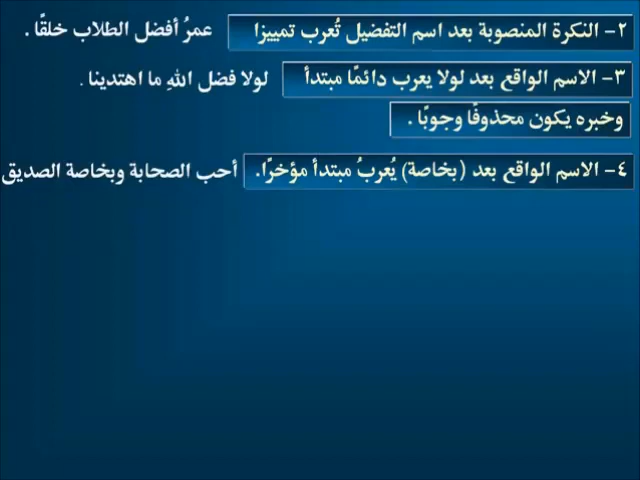 ٢- النكرة المنصوبة بعد اسم التفضيل تُعرب تمييزا عمرُ أفضل الطلاب خلقًا .
٣- الاسم الواقع بعد لولا يعرب دائمًا مبتدأ لولا فضل اللهِ ما اهتدينا .
وخبره يكون محذوفًا وجوبًا .
٤- الاسم الواقع بعد (بخاصة) يُعربُ مبتدأ مؤخرًا. أحب الصحابة وبخاصة الصديق